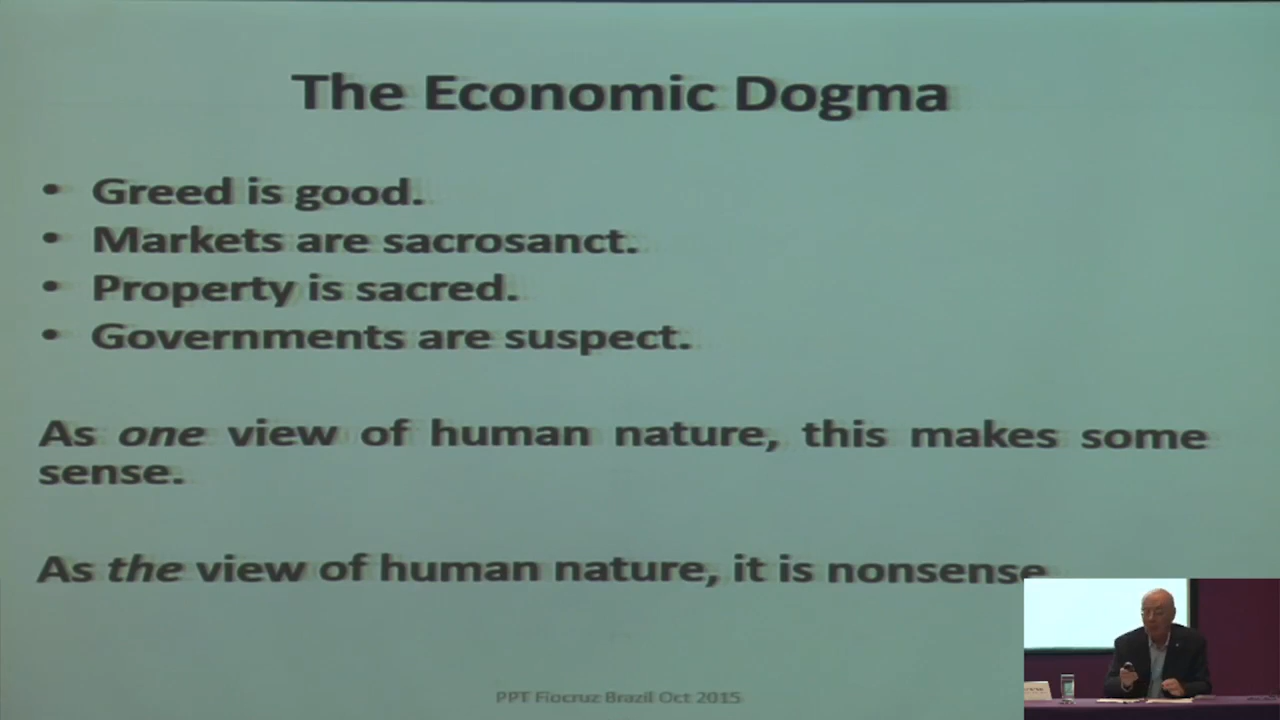 The Economic Dogma
• Greed is good.
• Markets are sacrosanct.
• Property is sacred.
• Governments are suspect.
As one view of human nature, this makes some
sense.
As the view of human nature, it is nonsense
PPT Fiocruz Brazil Oct 2015